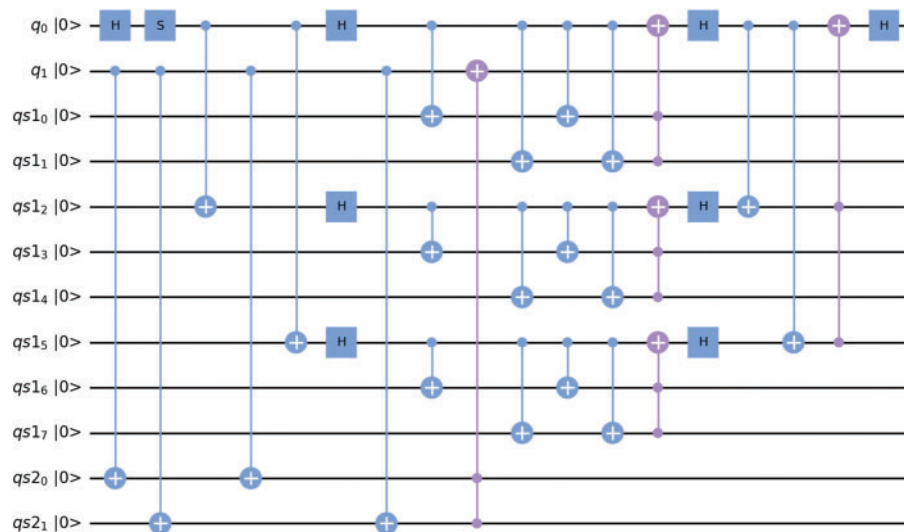 q₀ |0> H S H H H
q₁ |0>
qs1₀ |0>
qs1₁ |0>
qs1₂ |0> H H
qs1₃ |0>
qs1₄ |0>
qs1₅ |0> H H
qs1₆ |0>
qs1₇ |0>
qs2₀ |0>
qs2₁ |0>